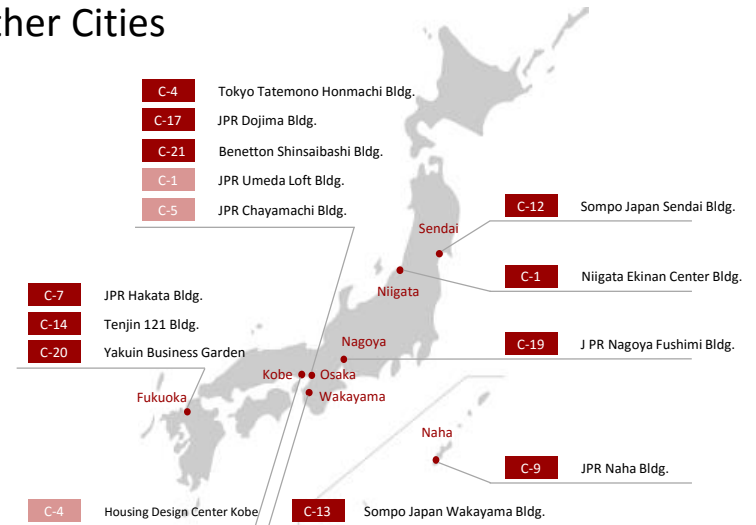 ther Cities
C-4 Tokyo Tatemono Honmachi Bldg.
C-17 JPR Dojima Bldg.
C-21 Benetton Shinsaibashi Bldg.
C-1 JPR Umeda Loft Bldg.
C-5 JPR Chayamachi Bldg.
C-12 Sompo Japan Sendai Bldg.
Sendai
C-1 Niigata Ekinan Center Bldg.
Niigata
C-7 JPR Hakata Bldg.
C-14 Tenjin 121 Bldg.
C-20 Yakuin Business Garden
Nagoya
C-19 J PR Nagoya Fushimi Bldg.
Kobe
Osaka
Wakayama
Fukuoka
Naha
C-9 JPR Naha Bldg.
C-4 Housing Design Center Kobe
C-13 Sompo Japan Wakayama Bldg.